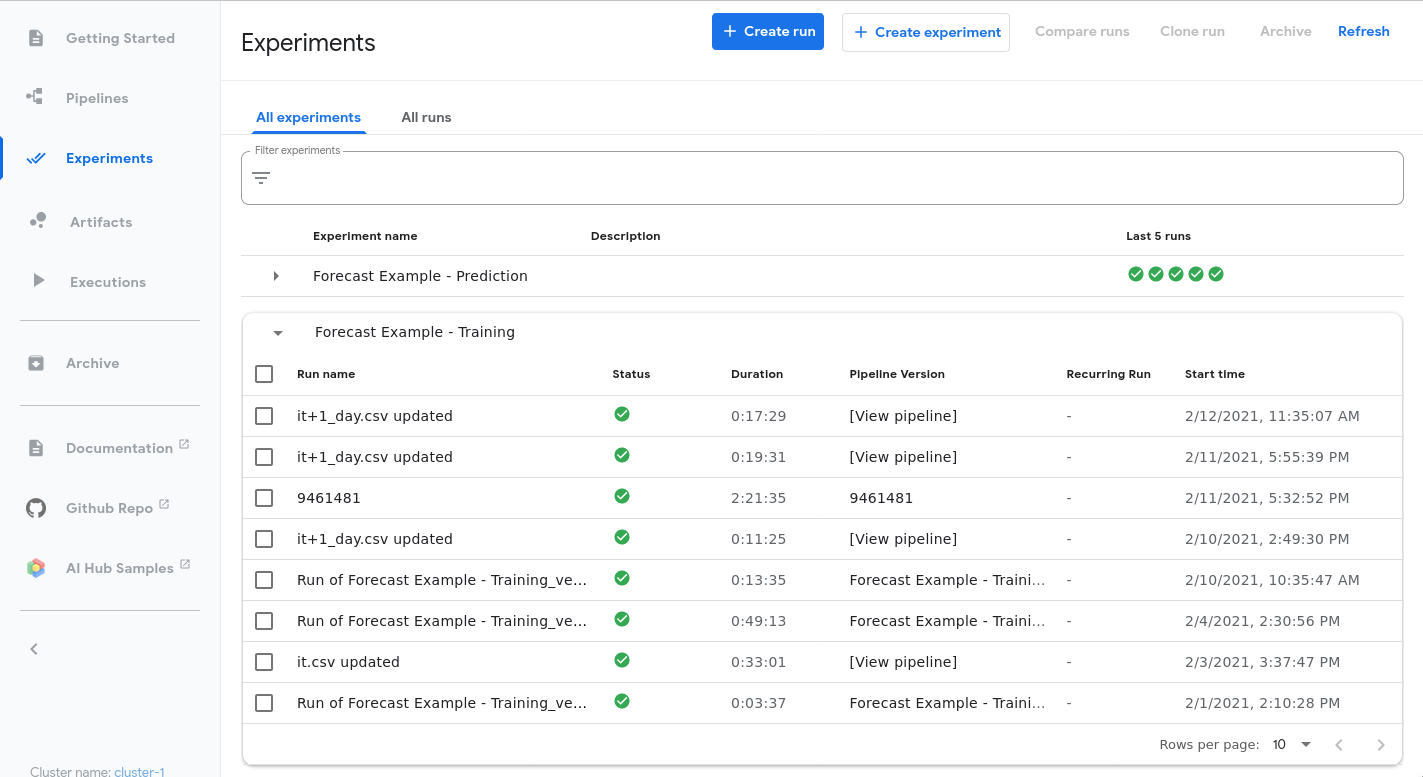 Getting Started
Pipelines
Experiments
Artifacts
Executions
Archive
Documentation
Github Repo
AI Hub Samples
Cluster name: cluster-1
Experiments
Create run
Create experiment
Compare runs
Clone run
Archive
Refresh
All experiments
All runs
Filter experiments
Experiment name Description Last 5 runs
Forecast Example - Prediction
Forecast Example - Training
Run name Status Duration Pipeline Version Recurring Run Start time
it+1_day.csv updated 0:17:29 [View pipeline] - 2/12/2021, 11:35:07 AM
it+1_day.csv updated 0:19:31 [View pipeline] - 2/11/2021, 5:55:39 PM
9461481 2:21:35 9461481 - 2/11/2021, 5:32:52 PM
it+1_day.csv updated 0:11:25 [View pipeline] - 2/10/2021, 2:49:30 PM
Run of Forecast Example - Training_ve... 0:13:35 Forecast Example - Traini... - 2/10/2021, 10:35:47 AM
Run of Forecast Example - Training_ve... 0:49:13 Forecast Example - Traini... - 2/4/2021, 2:30:56 PM
it.csv updated 0:33:01 [View pipeline] - 2/3/2021, 3:37:47 PM
Run of Forecast Example - Training_ve... 0:03:37 Forecast Example - Traini... - 2/1/2021, 2:10:28 PM
Rows per page: 10